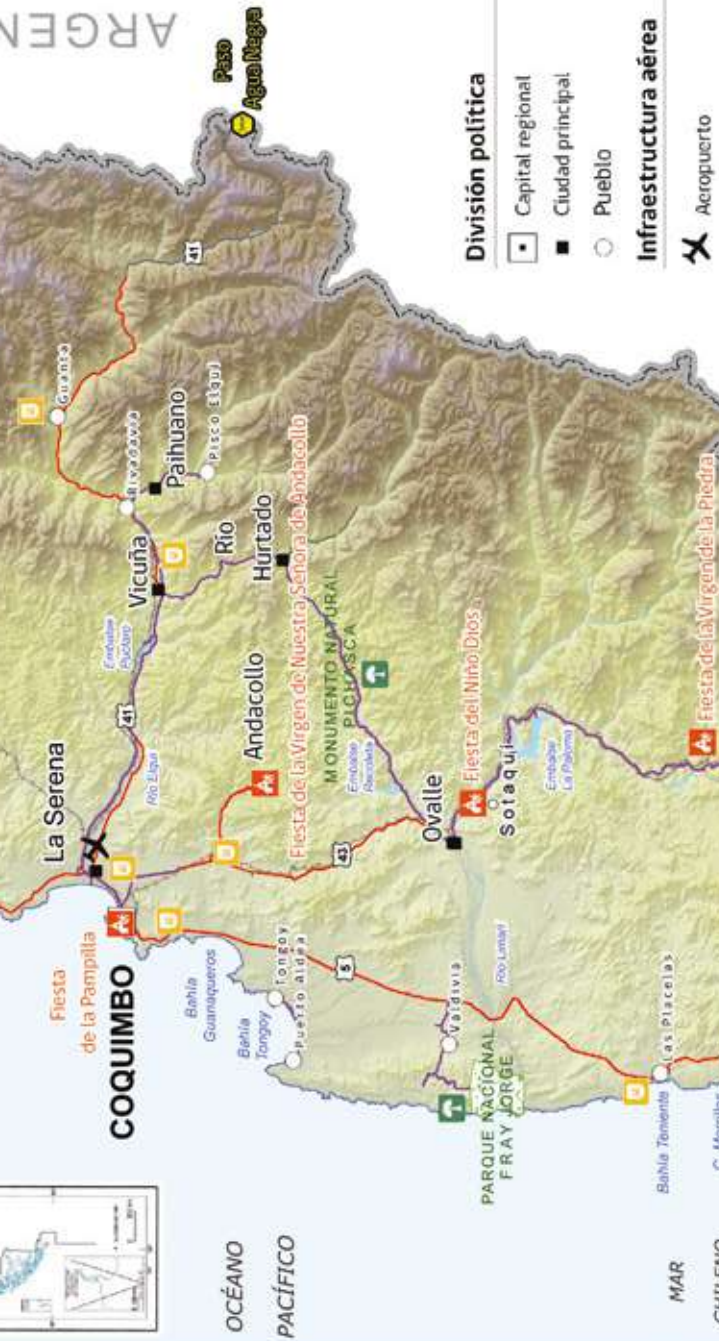 ARGEN
Paso
Agua Negra
41
Guanta
Rivadavia
Paihuano
Pisco Elqui
Vicuña
Río
Hurtado
Embalse
Puclaro
41
Río Elqui
La Serena
Andacollo
Fiesta de la Virgen de Nuestra Señora de Andacollo
MONUMENTO NATURAL
PICHASCA
Embalse
Recoleta
43
Ovalle
Fiesta del Niño Dios
Sotaquí
Embalse
La Paloma
Fiesta de la Virgen de la Piedra
Fiesta
de la Pampilla
COQUIMBO
Bahía
Guanaqueros
Bahía
Tongoy
Tongoy
Puerto Aldea
5
Valdivia
Río Limarí
PARQUE NACIONAL
FRAY JORGE
Las Placelas
Bahía Teniente
OCÉANO
PACÍFICO
MAR
CHILENO
División política
Capital regional
Ciudad principal
Pueblo
Infraestructura aérea
Aeropuerto